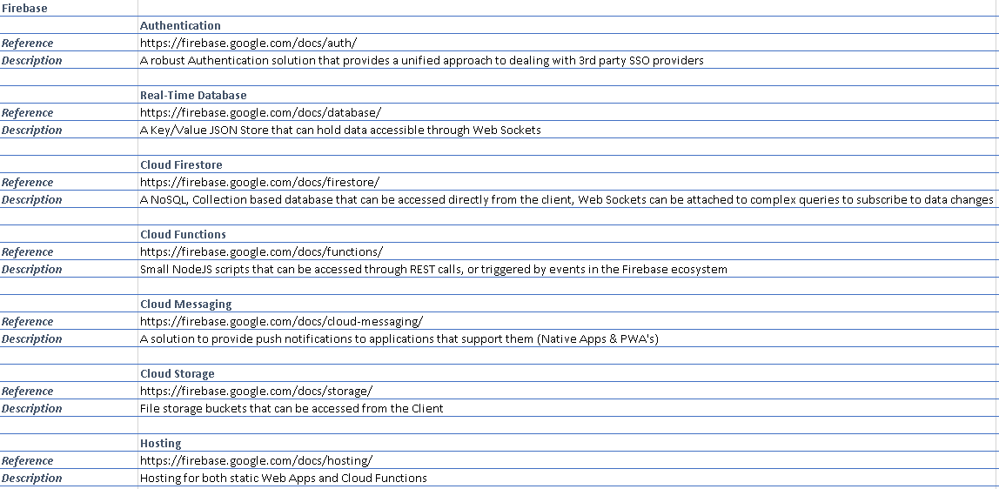 Firebase
Authentication
Reference https://firebase.google.com/docs/auth/
Description A robust Authentication solution that provides a unified approach to dealing with 3rd party SSO providers
Real-Time Database
Reference https://firebase.google.com/docs/database/
Description A Key/Value JSON Store that can hold data accessible through Web Sockets
Cloud Firestore
Reference https://firebase.google.com/docs/firestore/
Description A NoSQL, Collection based database that can be accessed directly from the client, Web Sockets can be attached to complex queries to subscribe to data changes
Cloud Functions
Reference https://firebase.google.com/docs/functions/
Description Small NodeJS scripts that can be accessed through REST calls, or triggered by events in the Firebase ecosystem
Cloud Messaging
Reference https://firebase.google.com/docs/cloud-messaging/
Description A solution to provide push notifications to applications that support them (Native Apps & PWA's)
Cloud Storage
Reference https://firebase.google.com/docs/storage/
Description File storage buckets that can be accessed from the Client
Hosting
Reference https://firebase.google.com/docs/hosting/
Description Hosting for both static Web Apps and Cloud Functions